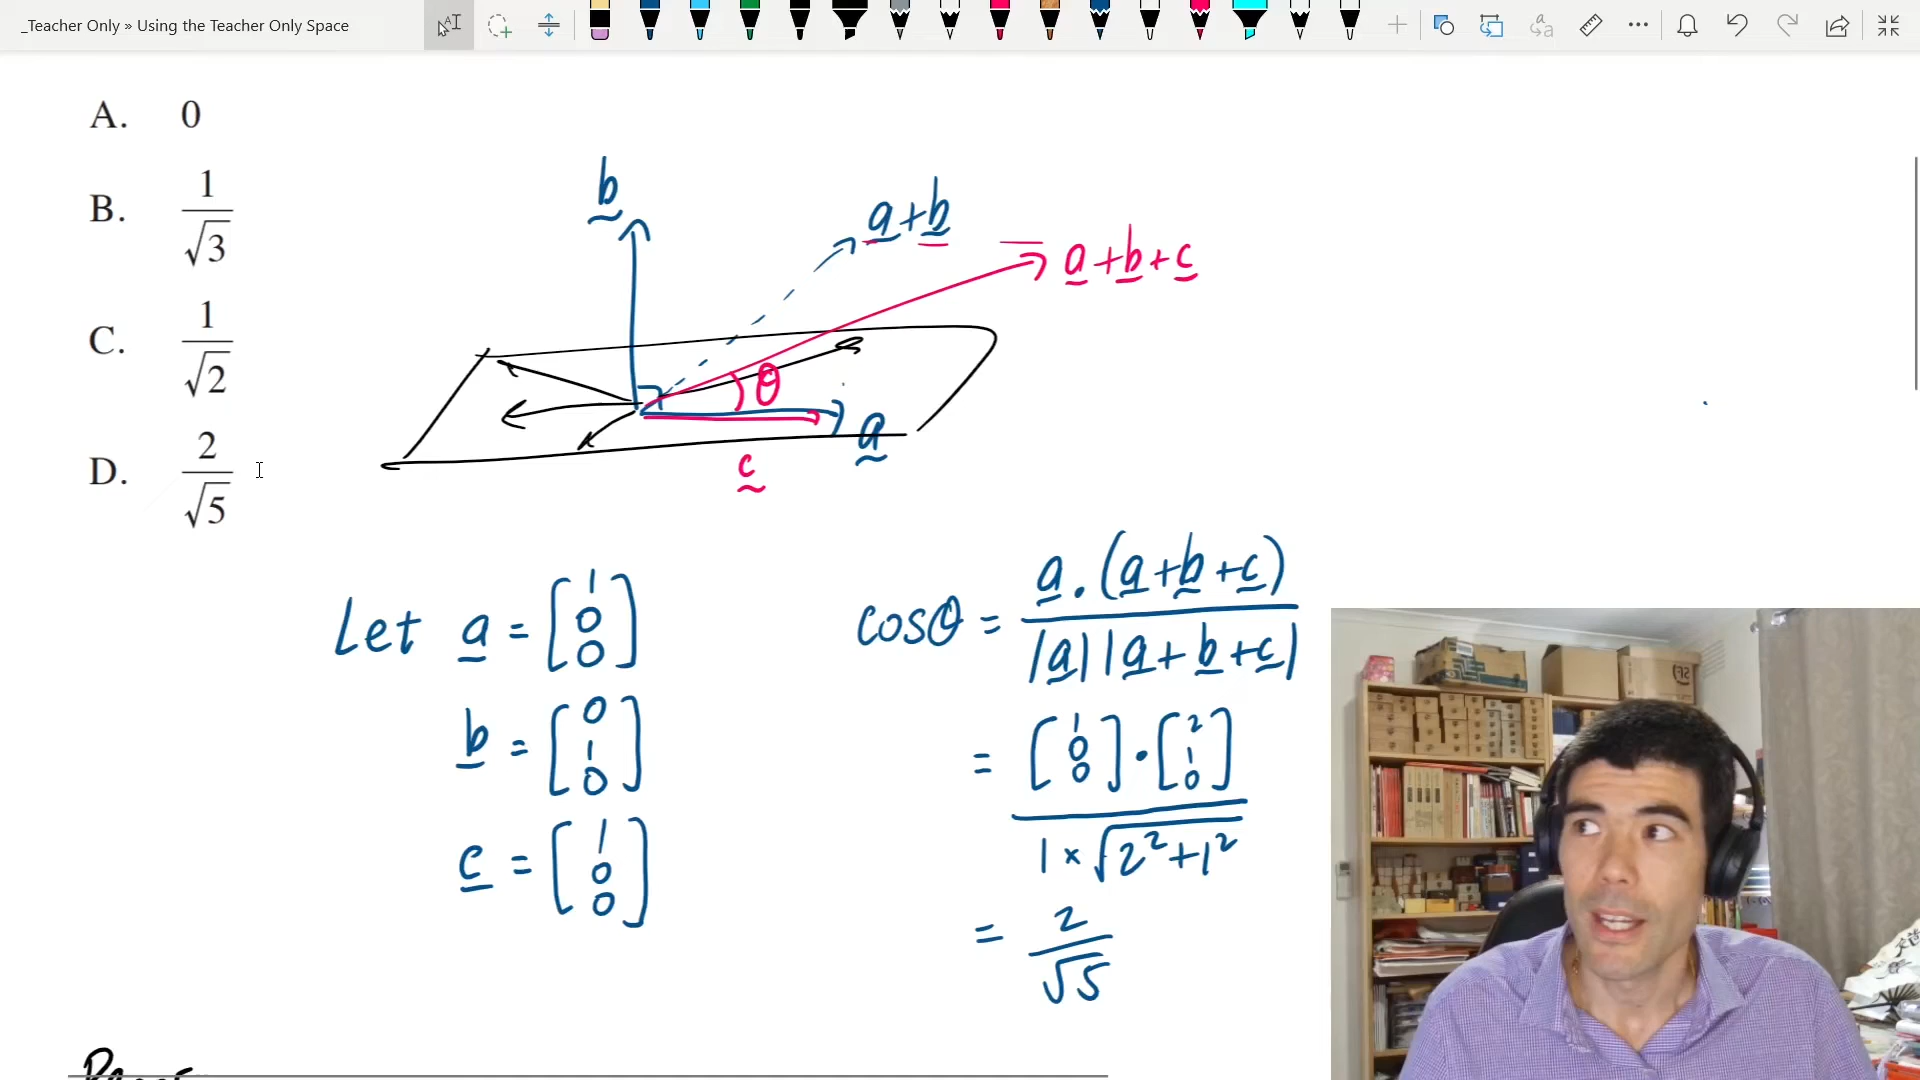 _Teacher Only » Using the Teacher Only Space
A. 0
B. 1/√3
C. 1/√2
D. 2/√5
b
a+b
a+b+c
θ
a
c
Let a = [1 0 0]
b = [0 1 0]
c = [1 0 0]
cosθ = a.(a+b+c) / |a||a+b+c|
= [1 0 0]·[2 1 0] / 1×√2²+1²
= 2/√5